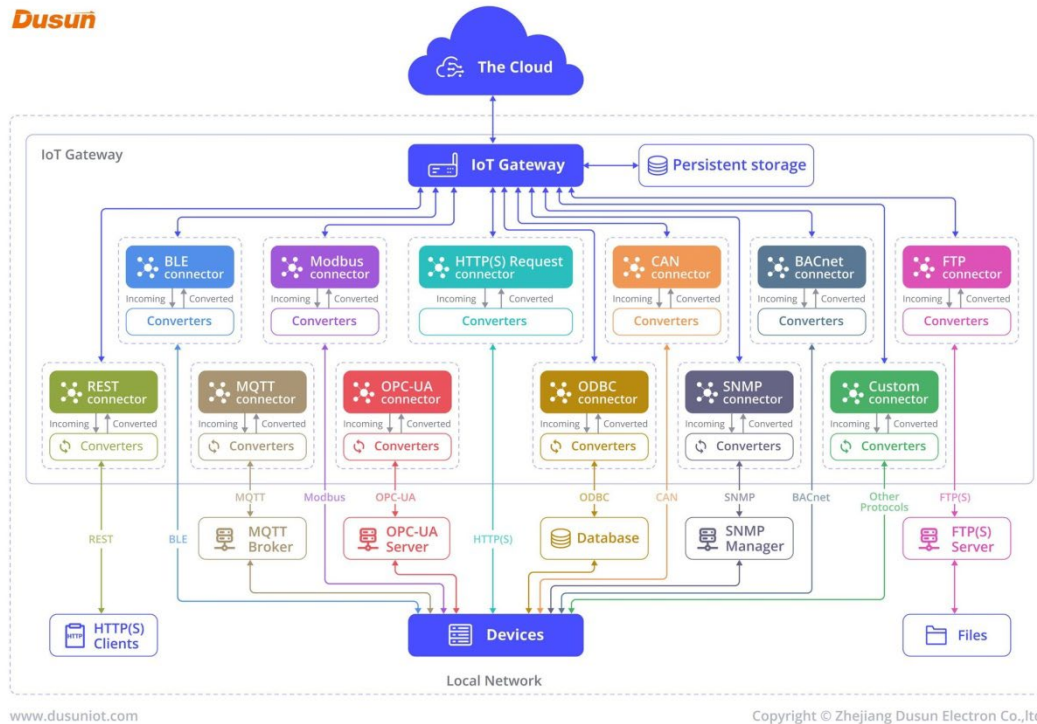 Dusun
The Cloud
IoT Gateway
IoT Gateway
Persistent storage
BLE
connector
Incoming
Converted
Converters
Modbus
connector
Incoming
Converted
Converters
HTTP(S) Request
connector
Incoming
Converted
Converters
CAN
connector
Incoming
Converted
Converters
BACnet
connector
Incoming
Converted
Converters
FTP
connector
Incoming
Converted
Converters
REST
connector
Incoming
Converted
Converters
MQTT
connector
Incoming
Converted
Converters
OPC-UA
connector
Incoming
Converted
Converters
ODBC
connector
Incoming
Converted
Converters
SNMP
connector
Incoming
Converted
Converters
Custom
connector
Incoming
Converted
Converters
MQTT
Modbus
OPC-UA
ODBC
CAN
SNMP
BACnet
Other
Protocols
FTP(S)
REST
BLE
MQTT
Broker
OPC-UA
Server
HTTP(S)
Database
SNMP
Manager
FTP(S)
Server
HTTP
HTTP(S)
Clients
Devices
Files
Local Network
www.dusuniot.com
Copyright © Zhejiang Dusun Electron Co.,ltd